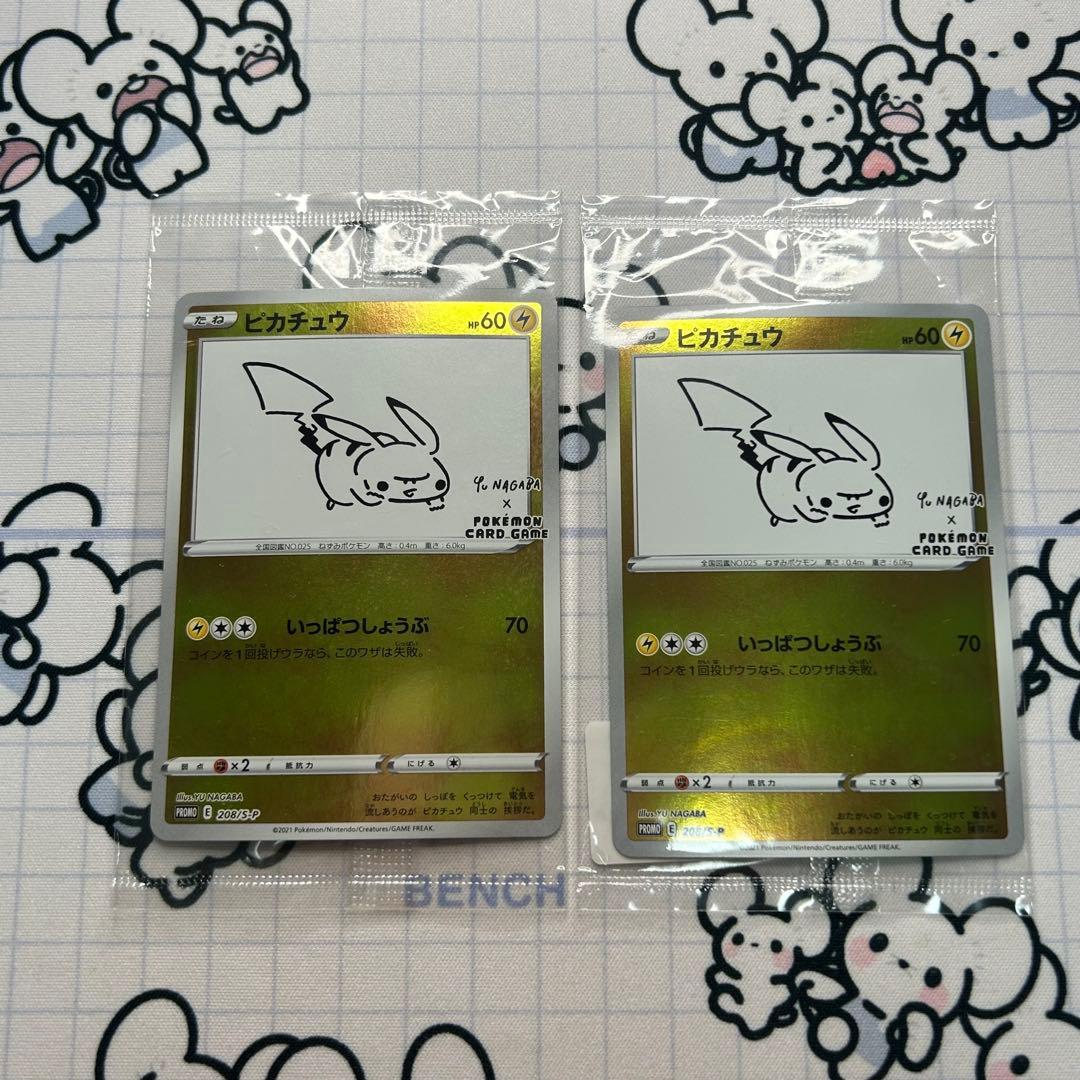 たね ピカチュウ HP60
Yu NAGABA
×
POKÉMON
CARD GAME
全国図鑑NO.025 ねずみポケモン 高さ:0.4m 重さ:6.0kg
いっぱつしょうぶ 70
コインを1回投げウラなら、このワザは失敗。
弱点 ×2 抵抗力 にげる
Illus.YU NAGABA
PROMO E 208/S-P
おたがいの しっぽを くっつけて 電気を
流しあうのが ピカチュウ 同士の 挨拶だ。
©2021 Pokémon/Nintendo/Creatures/GAME FREAK.
ね ピカチュウ HP60
Yu NAGABA
×
POKÉMON
CARD GAME
全国図鑑NO.025 ねずみポケモン 高さ:0.4m 重さ:6.0kg
いっぱつしょうぶ 70
コインを1回投げウラなら、このワザは失敗。
弱点 ×2 抵抗力 にげる
Illus.YU NAGABA
PROMO E 208/S-P
おたがいの しっぽを くっつけて 電気を
流しあうのが ピカチュウ 同士の 挨拶だ。
©2021 Pokémon/Nintendo/Creatures/GAME FREAK.
BENCH